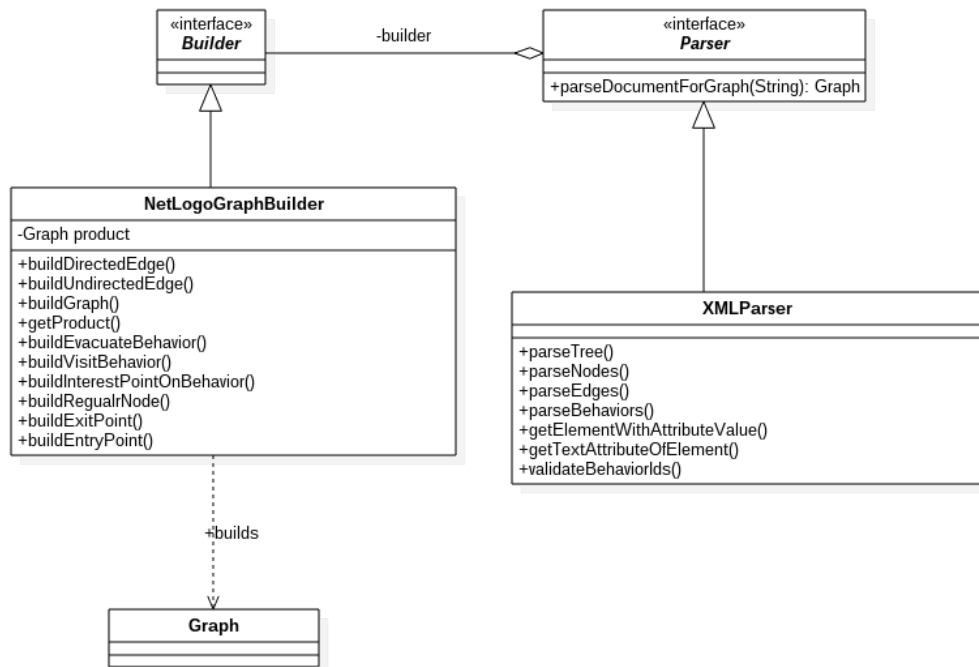 «interface»
Builder
-builder
«interface»
Parser
+parseDocumentForGraph(String): Graph
NetLogoGraphBuilder
-Graph product
+buildDirectedEdge()
+buildUndirectedEdge()
+buildGraph()
+getProduct()
+buildEvacuateBehavior()
+buildVisitBehavior()
+buildInterestPointOnBehavior()
+buildRegualrNode()
+buildExitPoint()
+buildEntryPoint()
XMLParser
+parseTree()
+parseNodes()
+parseEdges()
+parseBehaviors()
+getElementWithAttributeValue()
+getTextAttributeOfElement()
+validateBehaviorIds()
+builds
Graph